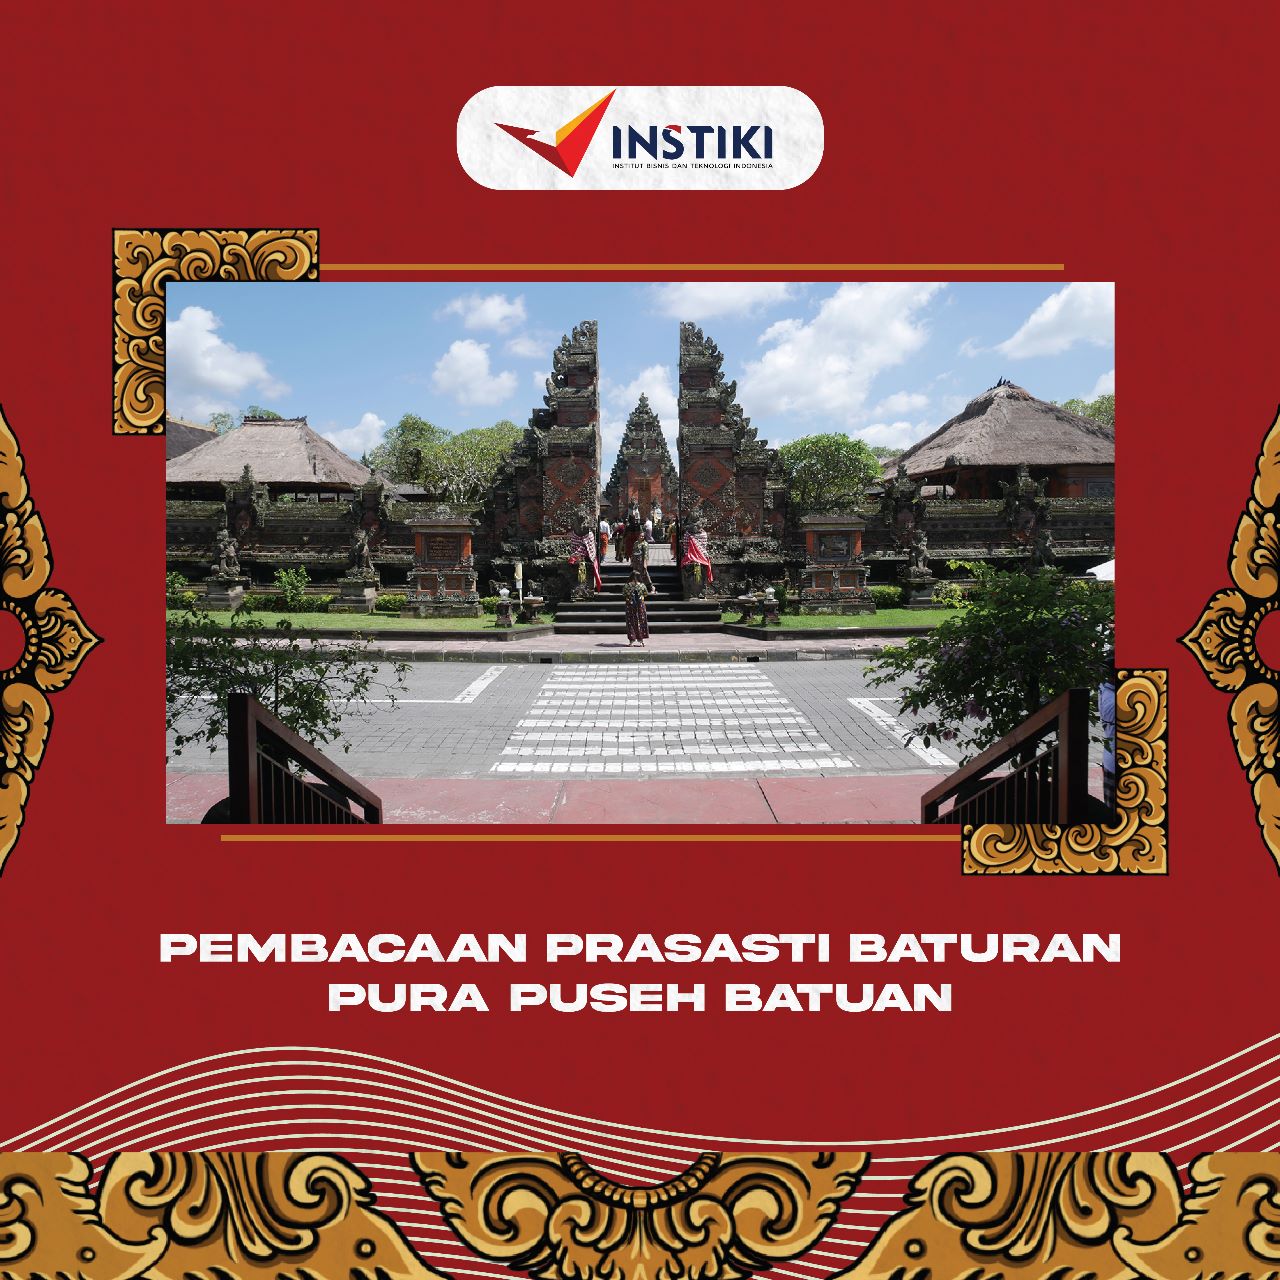 INSTIKI
INSTITUT BISNIS DAN TEKNOLOGI INDONESIA
PEMBACAAN PRASASTI BATURAN
PURA PUSEH BATUAN